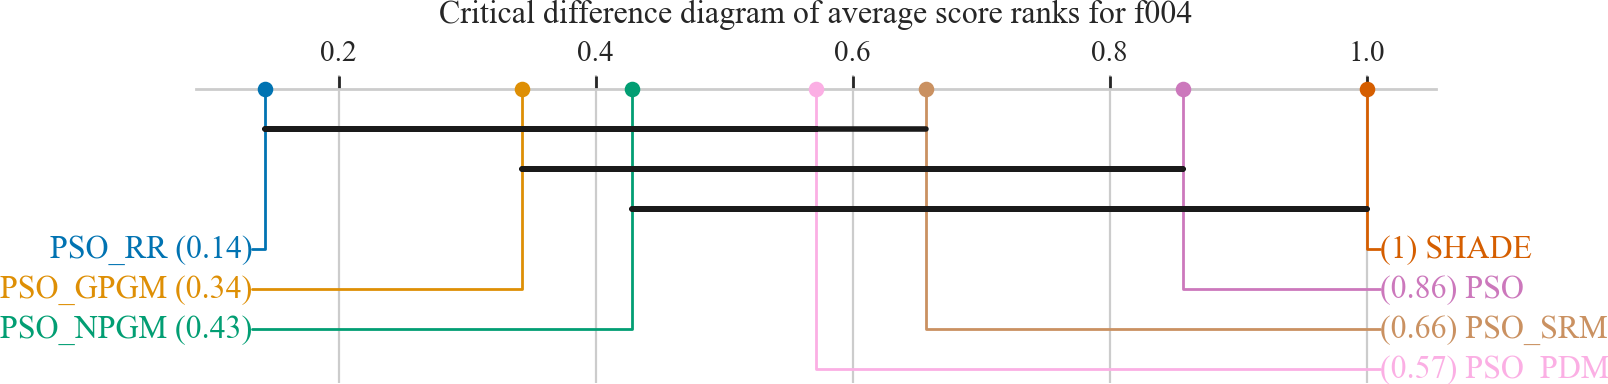 Critical difference diagram of average score ranks for f004
0.2 0.4 0.6 0.8 1.0
PSO_RR (0.14) (1) SHADE
PSO_GPGM (0.34) (0.86) PSO
PSO_NPGM (0.43) (0.66) PSO_SRM
(0.57) PSO_PDM